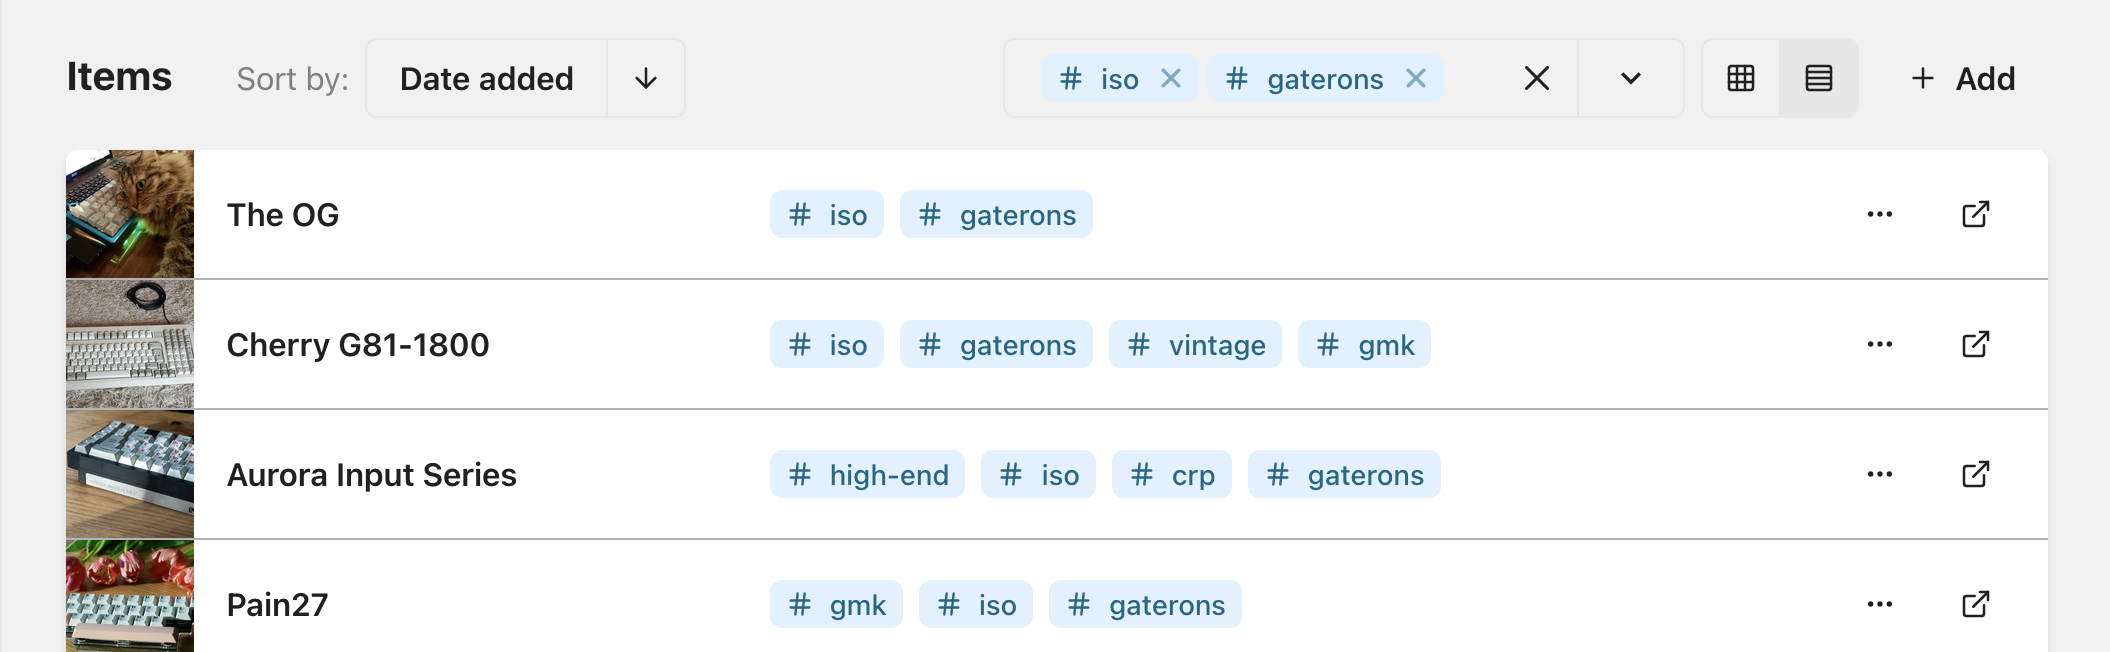 Items Sort by: Date added # iso # gaterons Add
The OG # iso # gaterons
Cherry G81-1800 # iso # gaterons # vintage # gmk
Aurora Input Series # high-end # iso # crp # gaterons
Pain27 # gmk # iso # gaterons